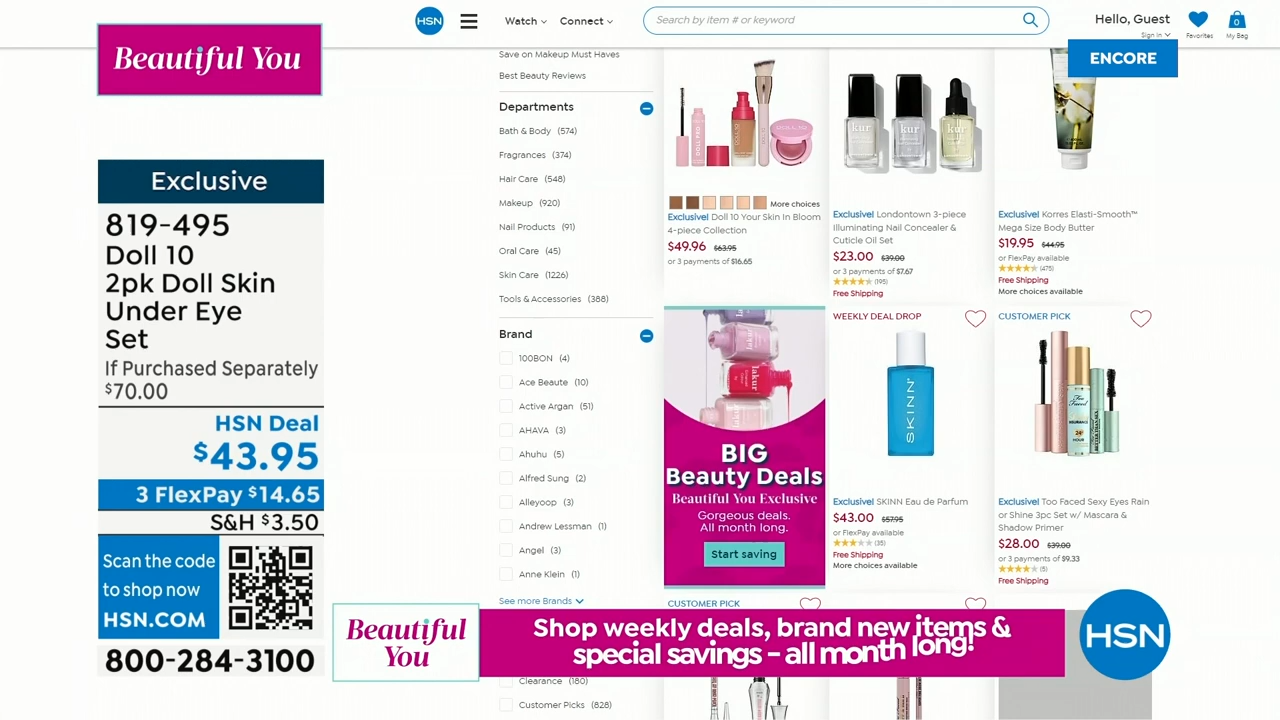 Beautiful You
HSN
Watch
Connect
Search by item # or keyword
Hello, Guest
Sign in
Favorites
0
My Bag
ENCORE
Exclusive
819-495
Doll 10
2pk Doll Skin
Under Eye
Set
If Purchased Separately
$70.00
HSN Deal
$43.95
3 FlexPay $14.65
S&H $3.50
Scan the code
to shop now
HSN.COM
800-284-3100
Save on Makeup Must Haves
Best Beauty Reviews
Departments
Bath & Body (574)
Fragrances (374)
Hair Care (548)
Makeup (920)
Nail Products (91)
Oral Care (45)
Skin Care (1226)
Tools & Accessories (388)
Brand
100BON (4)
Ace Beaute (10)
Active Argan (51)
AHAVA (3)
Ahuhu (5)
Alfred Sung (2)
Alleyoop (3)
Andrew Lessman (1)
Angel (3)
Anne Klein (1)
See more Brands
Clearance (180)
Customer Picks (828)
DOLL 10
More choices
Exclusive! Doll 10 Your Skin In Bloom
4-piece Collection
$49.96 $63.95
or 3 payments of $16.65
kur
kur
kur
Exclusive! Londontown 3-piece
Illuminating Nail Concealer &
Cuticle Oil Set
$23.00 $39.00
or 3 payments of $7.67
(195)
Free Shipping
Exclusive! Korres Elasti-Smooth™
Mega Size Body Butter
$19.95 $44.95
or FlexPay available
(475)
Free Shipping
More choices available
lakur
lakur
BIG
Beauty Deals
Beautiful You Exclusive
Gorgeous deals.
All month long.
Start saving
WEEKLY DEAL DROP
SKINN
Exclusive! SKINN Eau de Parfum
$43.00 $57.95
or FlexPay available
(35)
Free Shipping
More choices available
CUSTOMER PICK
Too Faced
INSURANCE
24
HOUR
Exclusive! Too Faced Sexy Eyes Rain
or Shine 3pc Set w/ Mascara &
Shadow Primer
$28.00 $39.00
or 3 payments of $9.33
(5)
Free Shipping
CUSTOMER PICK
Beautiful
You
Shop weekly deals, brand new items &
special savings – all month long!
HSN